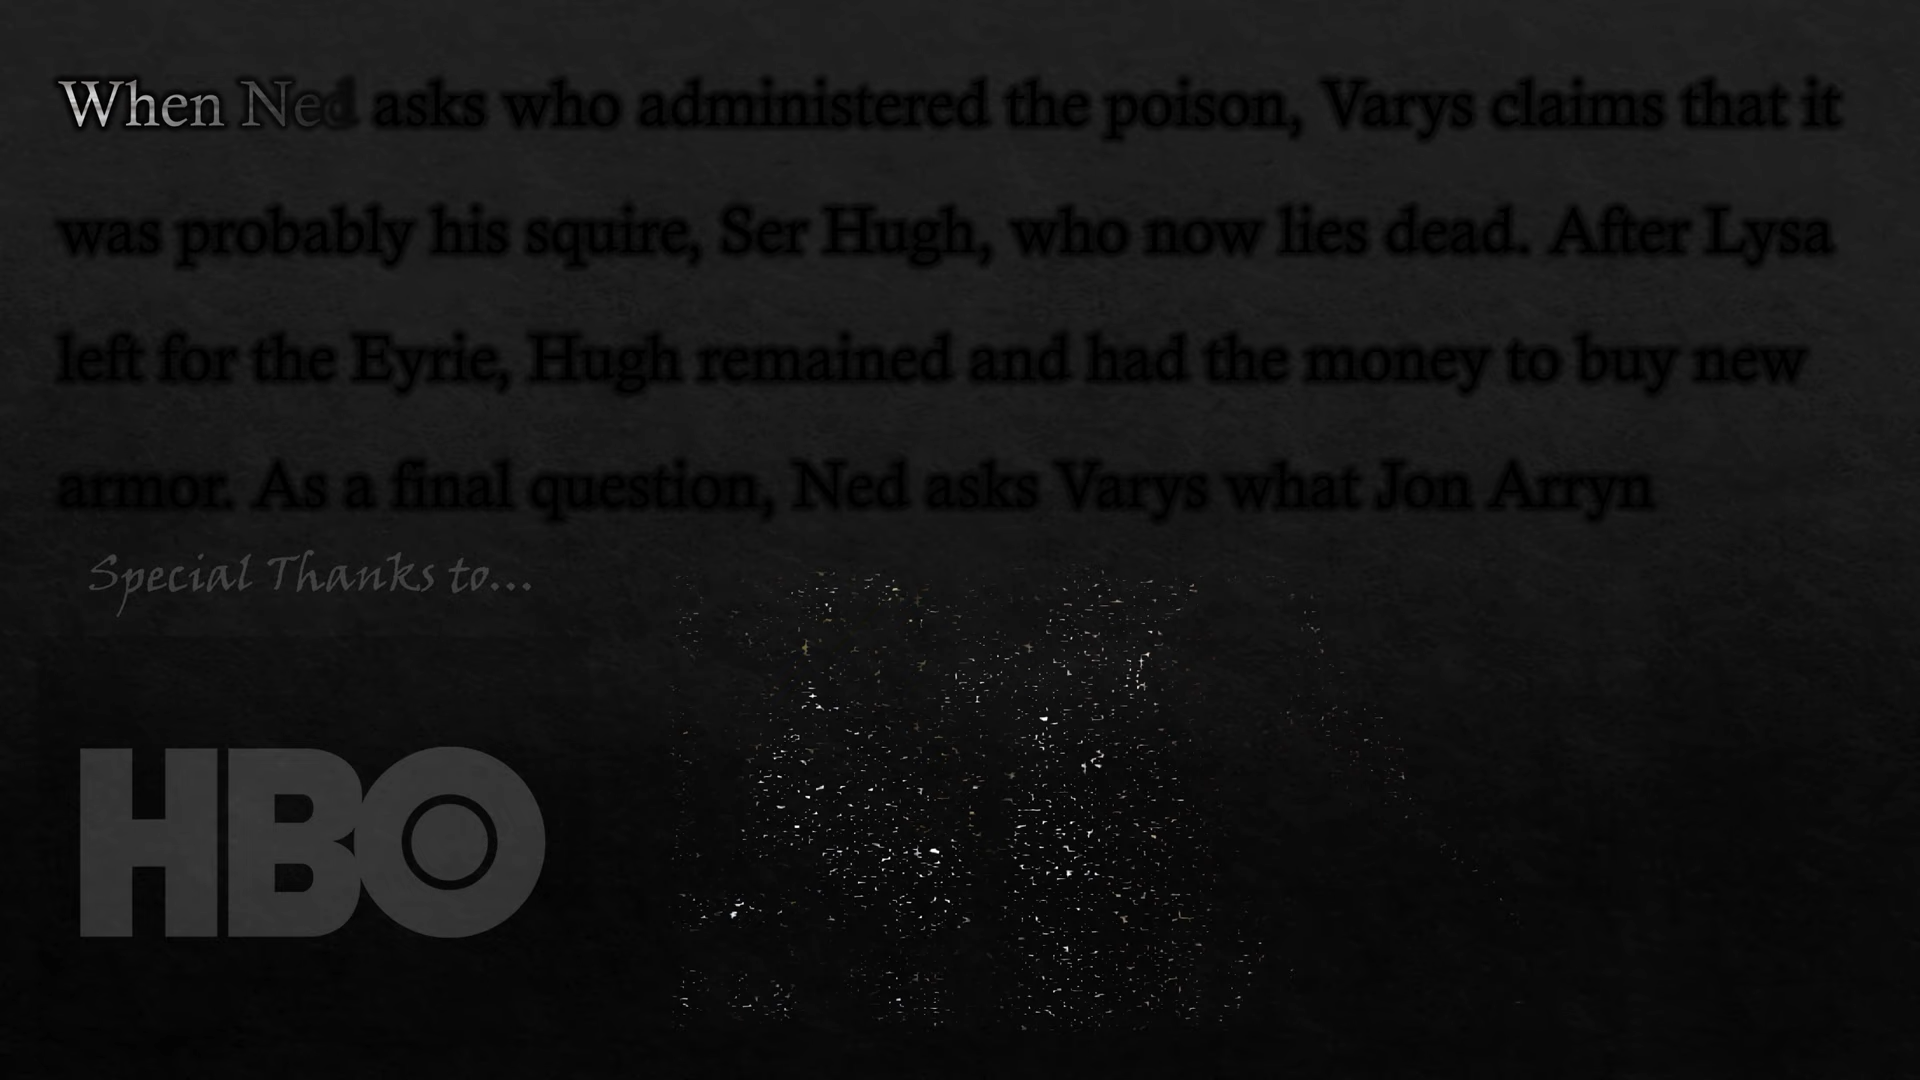 When Ned asks who administered the poison, Varys claims that it
was probably his squire, Ser Hugh, who now lies dead. After Lysa
left for the Eyrie, Hugh remained and had the money to buy new
armor. As a final question, Ned asks Varys what Jon Arryn
Special Thanks to...
HBO